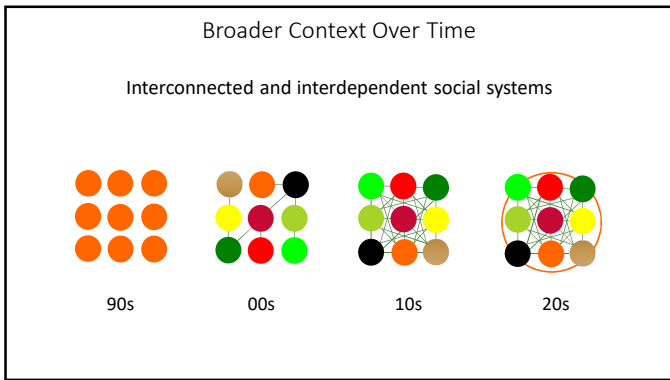 Broader Context Over Time
Interconnected and interdependent social systems
90s
00s
10s
20s